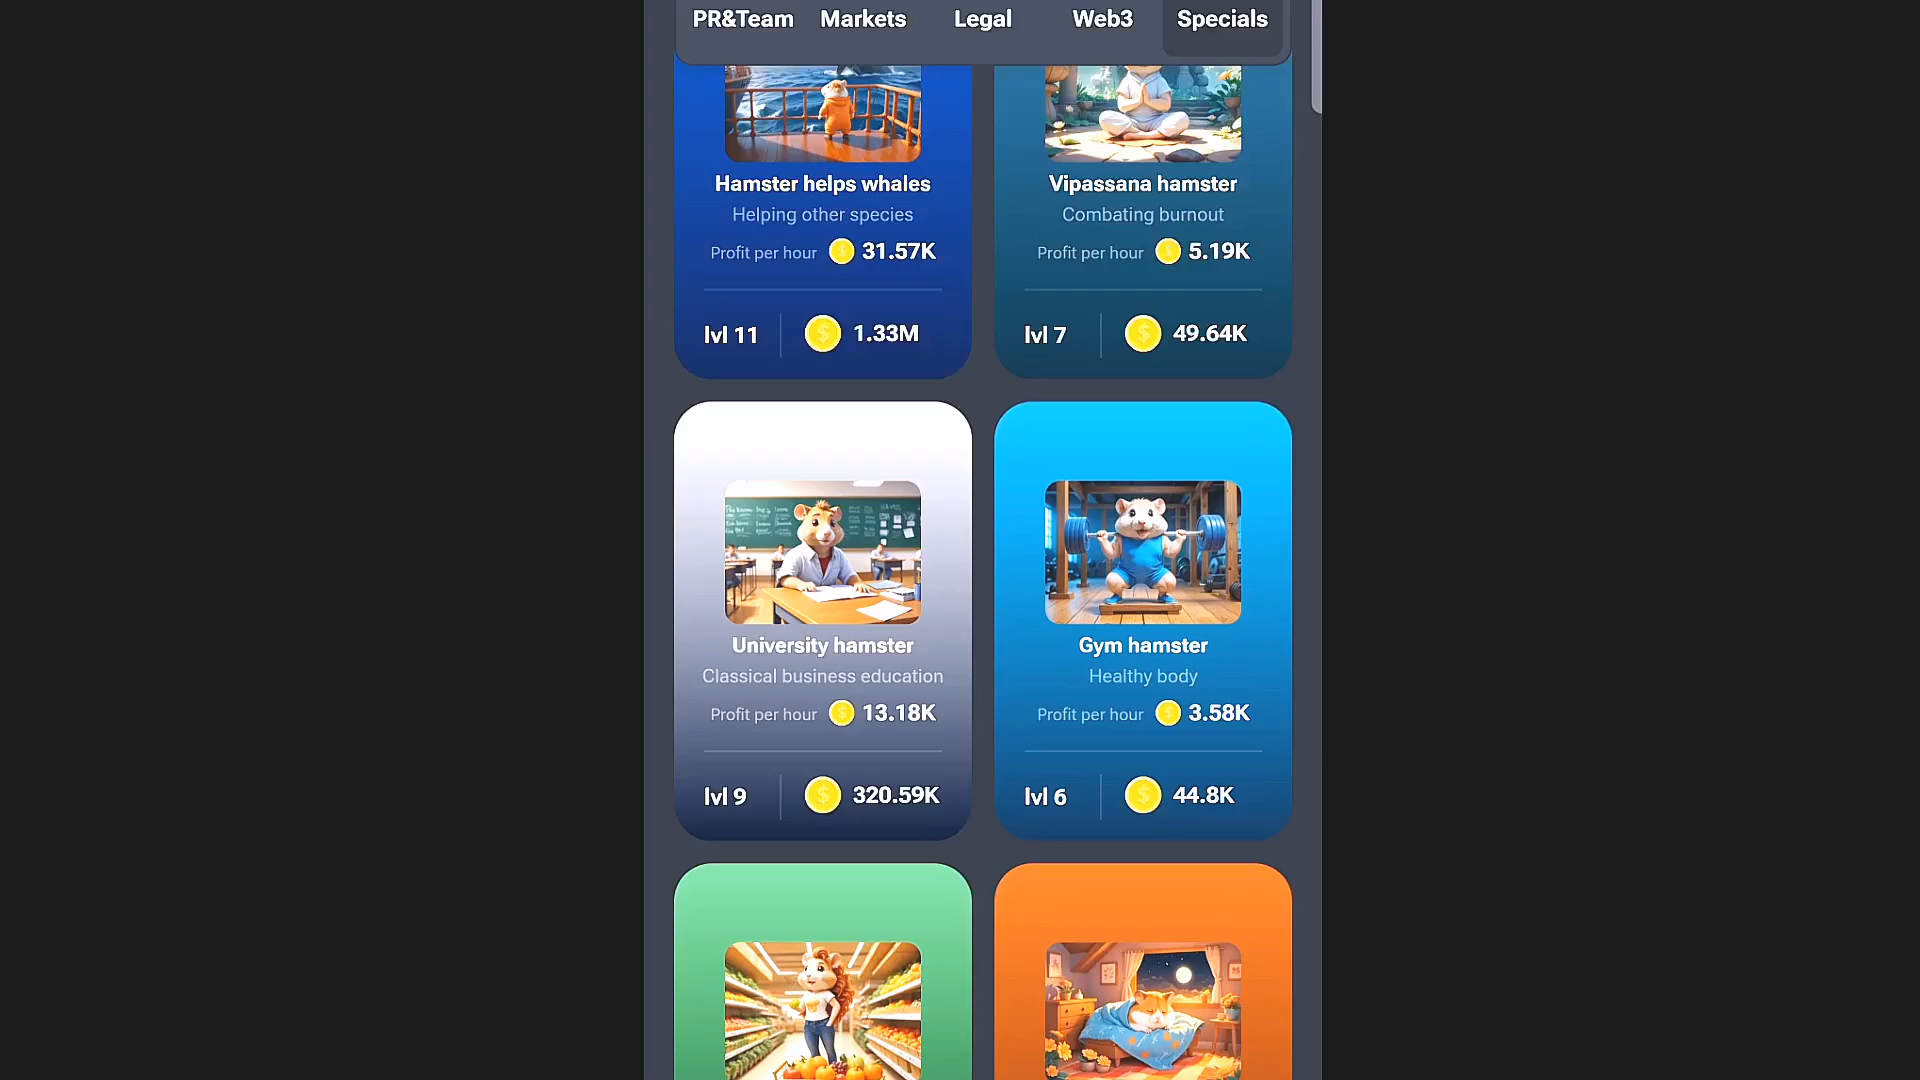 PR&Team Markets Legal Web3 Specials
Hamster helps whales
Helping other species
Profit per hour 31.57K
lvl 11 1.33M
Vipassana hamster
Combating burnout
Profit per hour 5.19K
lvl 7 49.64K
University hamster
Classical business education
Profit per hour 13.18K
lvl 9 320.59K
Gym hamster
Healthy body
Profit per hour 3.58K
lvl 6 44.8K